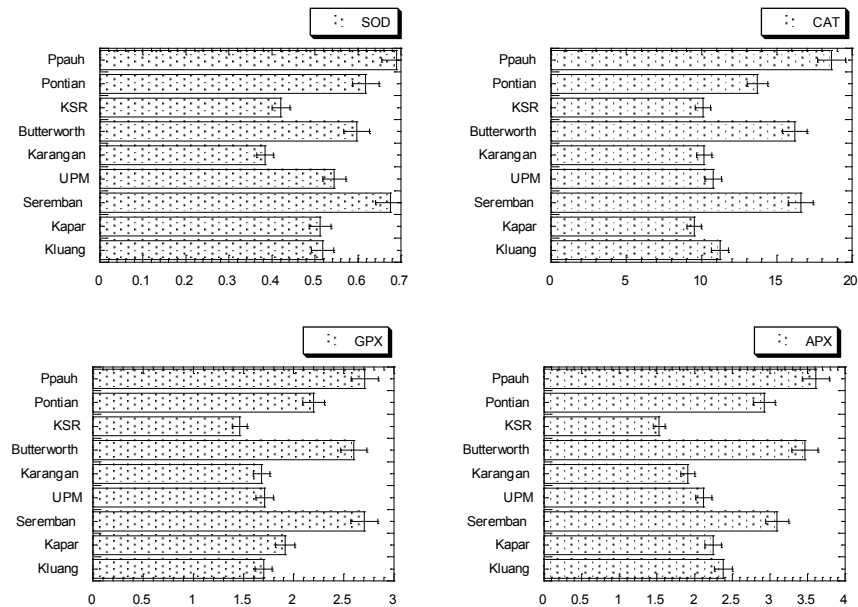 SOD
Ppauh
Pontian
KSR
Butterworth
Karangan
UPM
Seremban
Kapar
Kluang
0 0.1 0.2 0.3 0.4 0.5 0.6 0.7
CAT
Ppauh
Pontian
KSR
Butterworth
Karangan
UPM
Seremban
Kapar
Kluang
0 5 10 15 20
GPX
Ppauh
Pontian
KSR
Butterworth
Karangan
UPM
Seremban
Kapar
Kluang
0 0.5 1 1.5 2 2.5 3
APX
Ppauh
Pontian
KSR
Butterworth
Karangan
UPM
Seremban
Kapar
Kluang
0 0.5 1 1.5 2 2.5 3 3.5 4